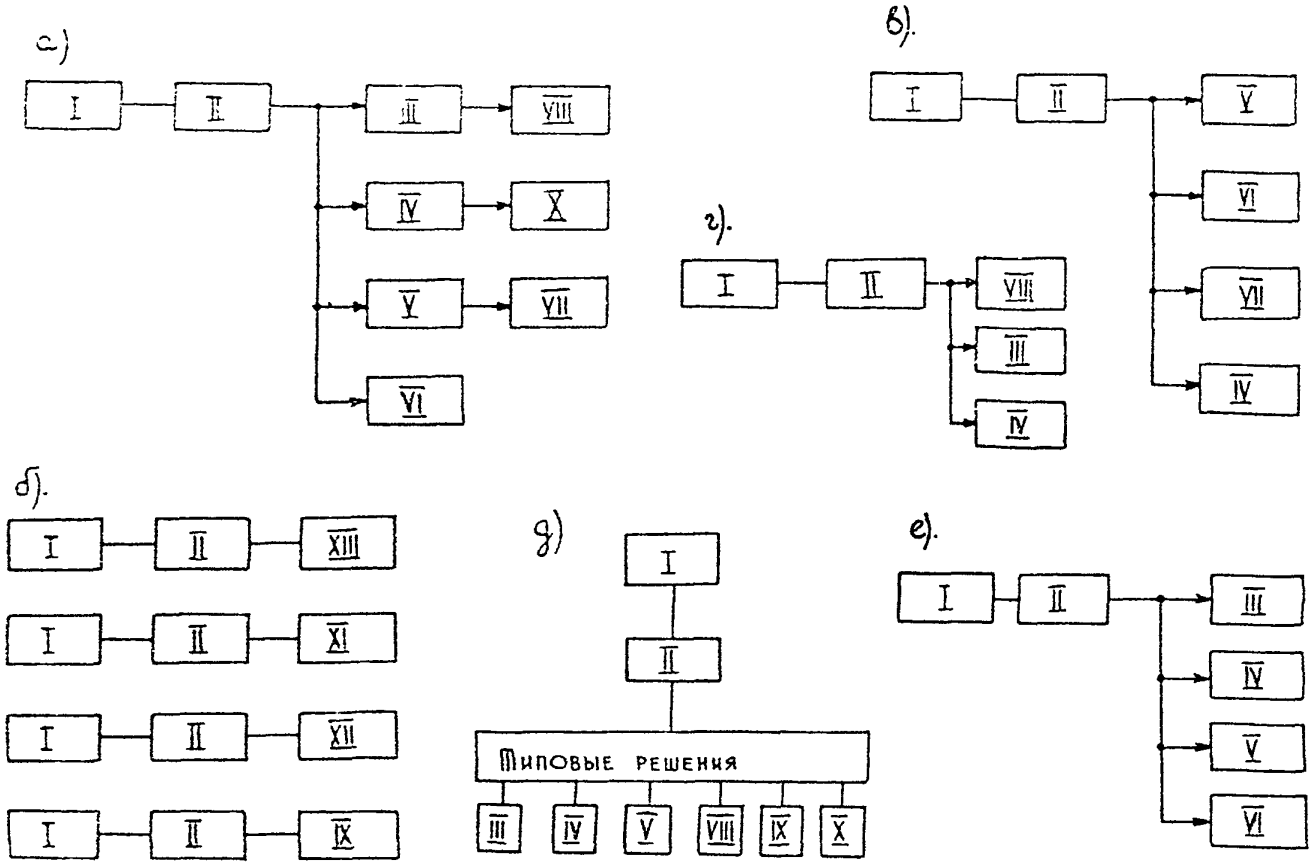 а)
I II III VIII
IV X
V VII
VI
в).
I II V
VI
VII
IV
г).
I II VIII
III
IV
б).
I II XIII
I II XI
I II XII
I II IX
д)
I
II
Типовые решения
III IV V VIII IX X
е).
I II III
IV
V
VI